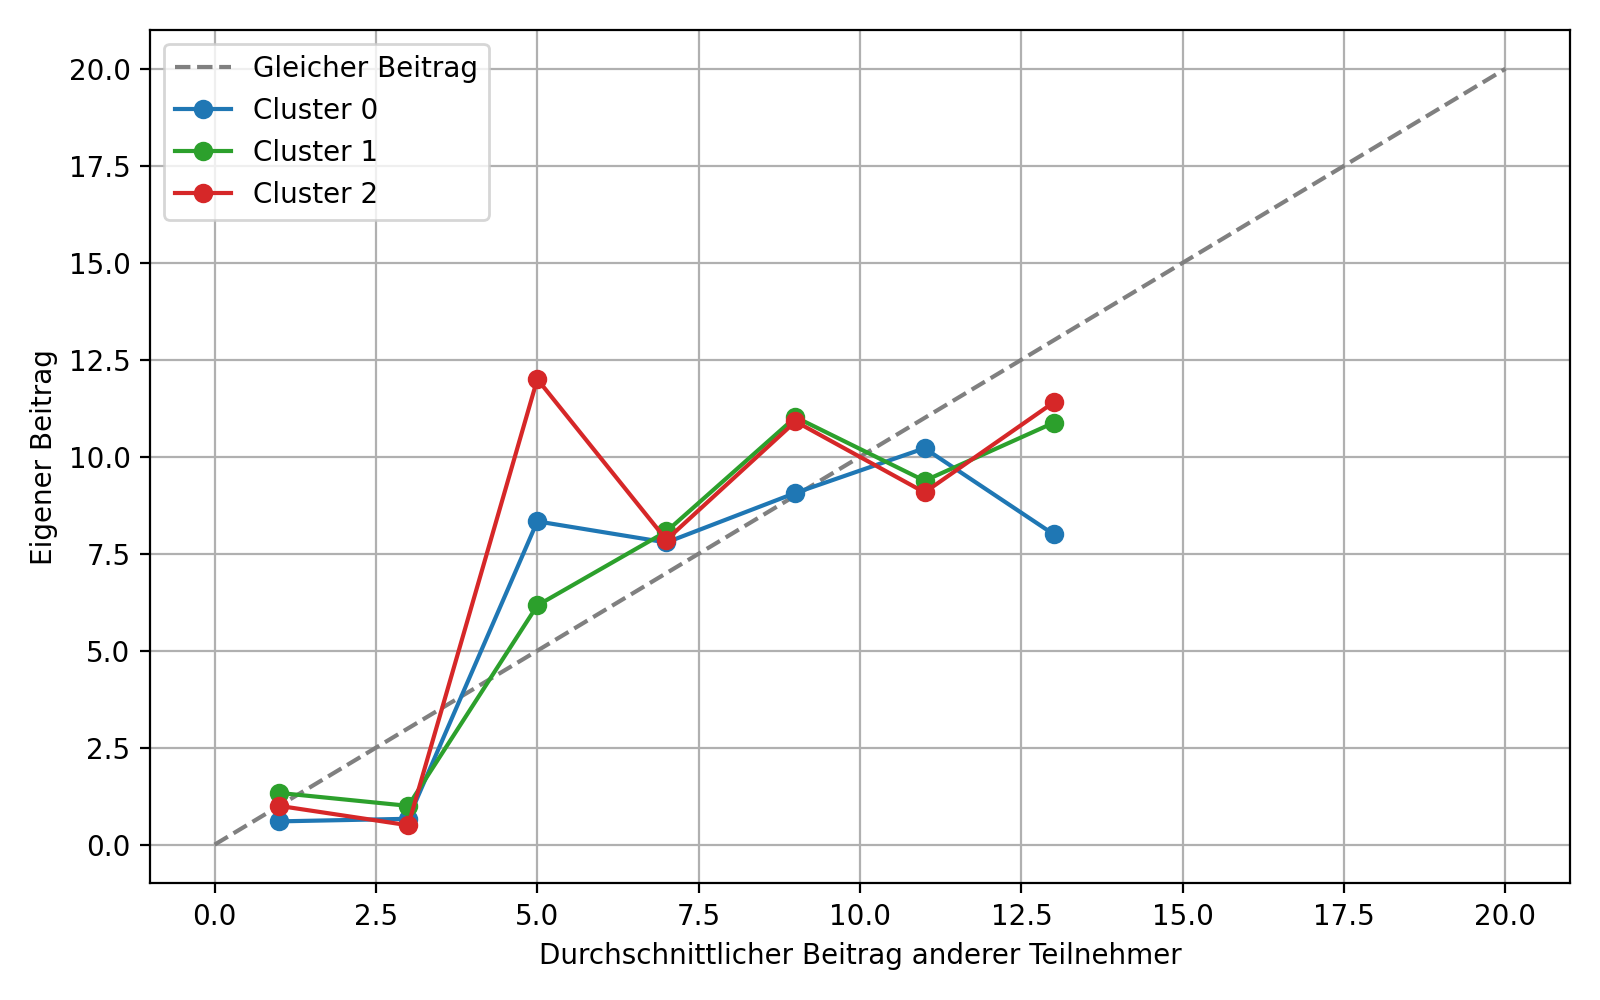 Gleicher Beitrag
Cluster 0
Cluster 1
Cluster 2
Eigener Beitrag
20.0
17.5
15.0
12.5
10.0
7.5
5.0
2.5
0.0
0.0 2.5 5.0 7.5 10.0 12.5 15.0 17.5 20.0
Durchschnittlicher Beitrag anderer Teilnehmer